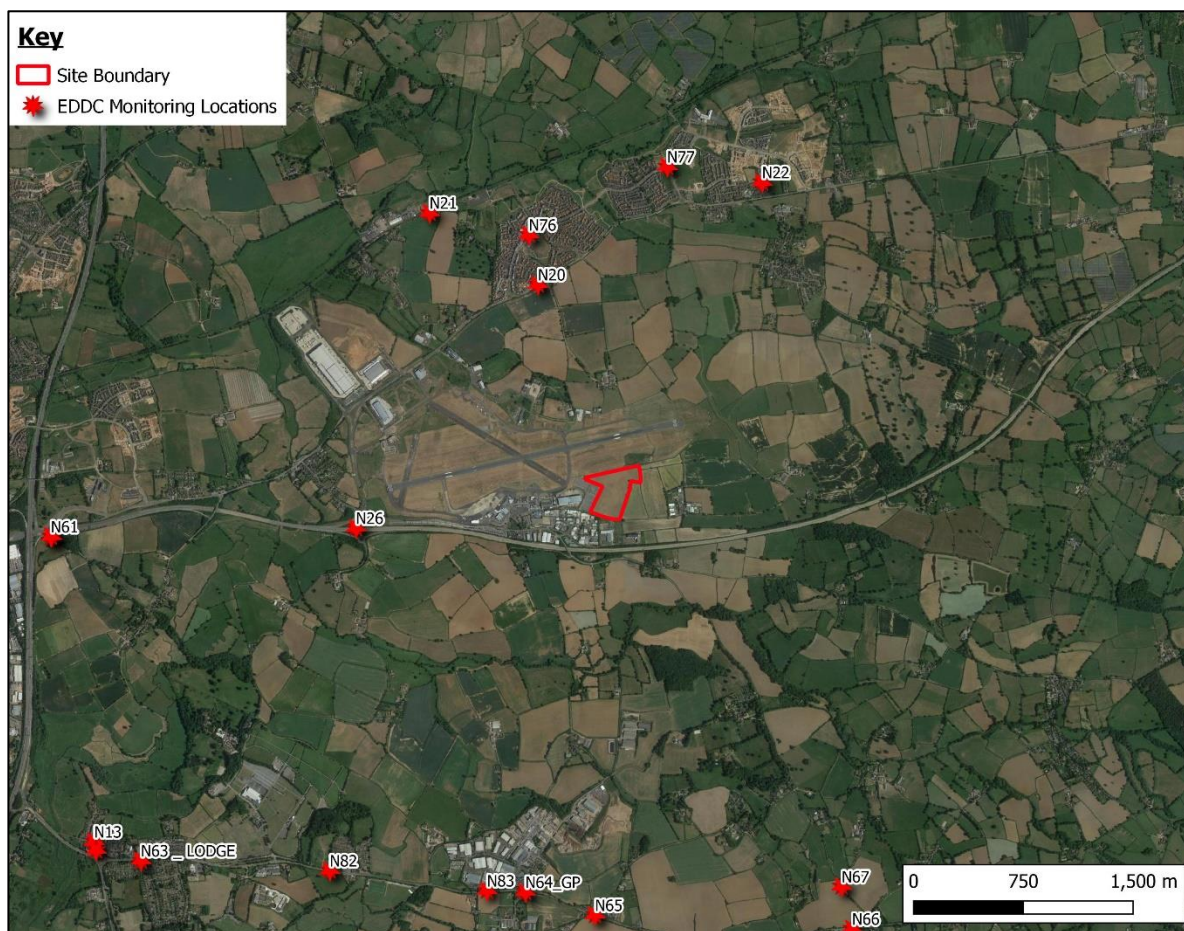 Key
Site Boundary
EDDC Monitoring Locations
N77
N22
N21
N76
N20
N61
N26
N13
N63 _ LODGE
N82
N83
N64_GP
N65
N67
N66
0 750 1,500 m